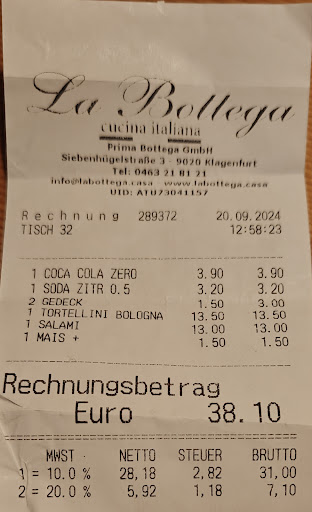 La Bottega
cucina italiana
Prima Bottega GmbH
Siebenhügelstraße 3 - 9020 Klagenfurt
Tel: 0463 21 81 21
info@labottega.casa www.labottega.casa
UID: ATU73041157
Rechnung 289372 20.09.2024
TISCH 32 12:58:23
1 COCA COLA ZERO 3.90 3.90
1 SODA ZITR 0.5 3.20 3.20
2 GEDECK 1.50 3.00
1 TORTELLINI BOLOGNA 13.50 13.50
1 SALAMI 13.00 13.00
1 MAIS + 1.50 1.50
Rechnungsbetrag
Euro 38.10
MWST NETTO STEUER BRUTTO
1 = 10.0 % 28,18 2,82 31,00
2 = 20.0 % 5,92 1,18 7,10